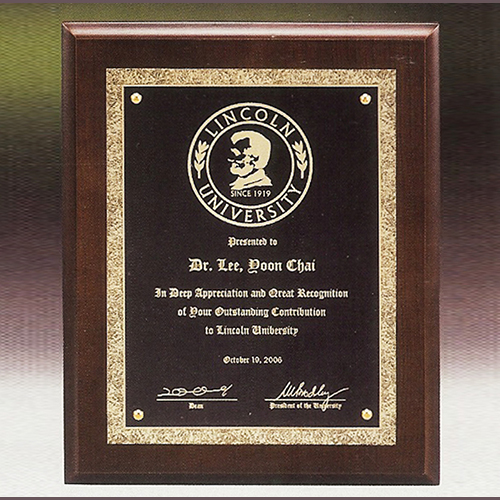 LINCOLN
SINCE 1919
UNIVERSITY
Presented to
Dr. Lee, Yoon Chai
In Deep Appreciation and Great Recognition
of Your Outstanding Contribution
to Lincoln University
October 19, 2006
Dean
President of the University